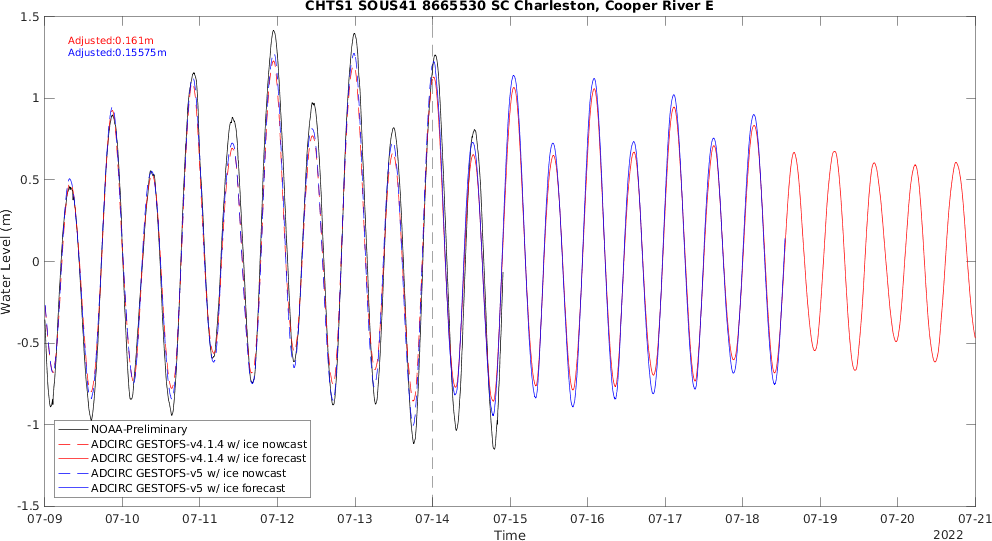 CHTS1 SOUS41 8665530 SC Charleston, Cooper River E
Adjusted:0.161m
Adjusted:0.15575m
Water Level (m)
1.5
1
0.5
0
-0.5
-1
-1.5
NOAA-Preliminary
ADCIRC GESTOFS-v4.1.4 w/ ice nowcast
ADCIRC GESTOFS-v4.1.4 w/ ice forecast
ADCIRC GESTOFS-v5 w/ ice nowcast
ADCIRC GESTOFS-v5 w/ ice forecast
07-09 07-10 07-11 07-12 07-13 07-14 07-15 07-16 07-17 07-18 07-19 07-20 07-21
Time
2022